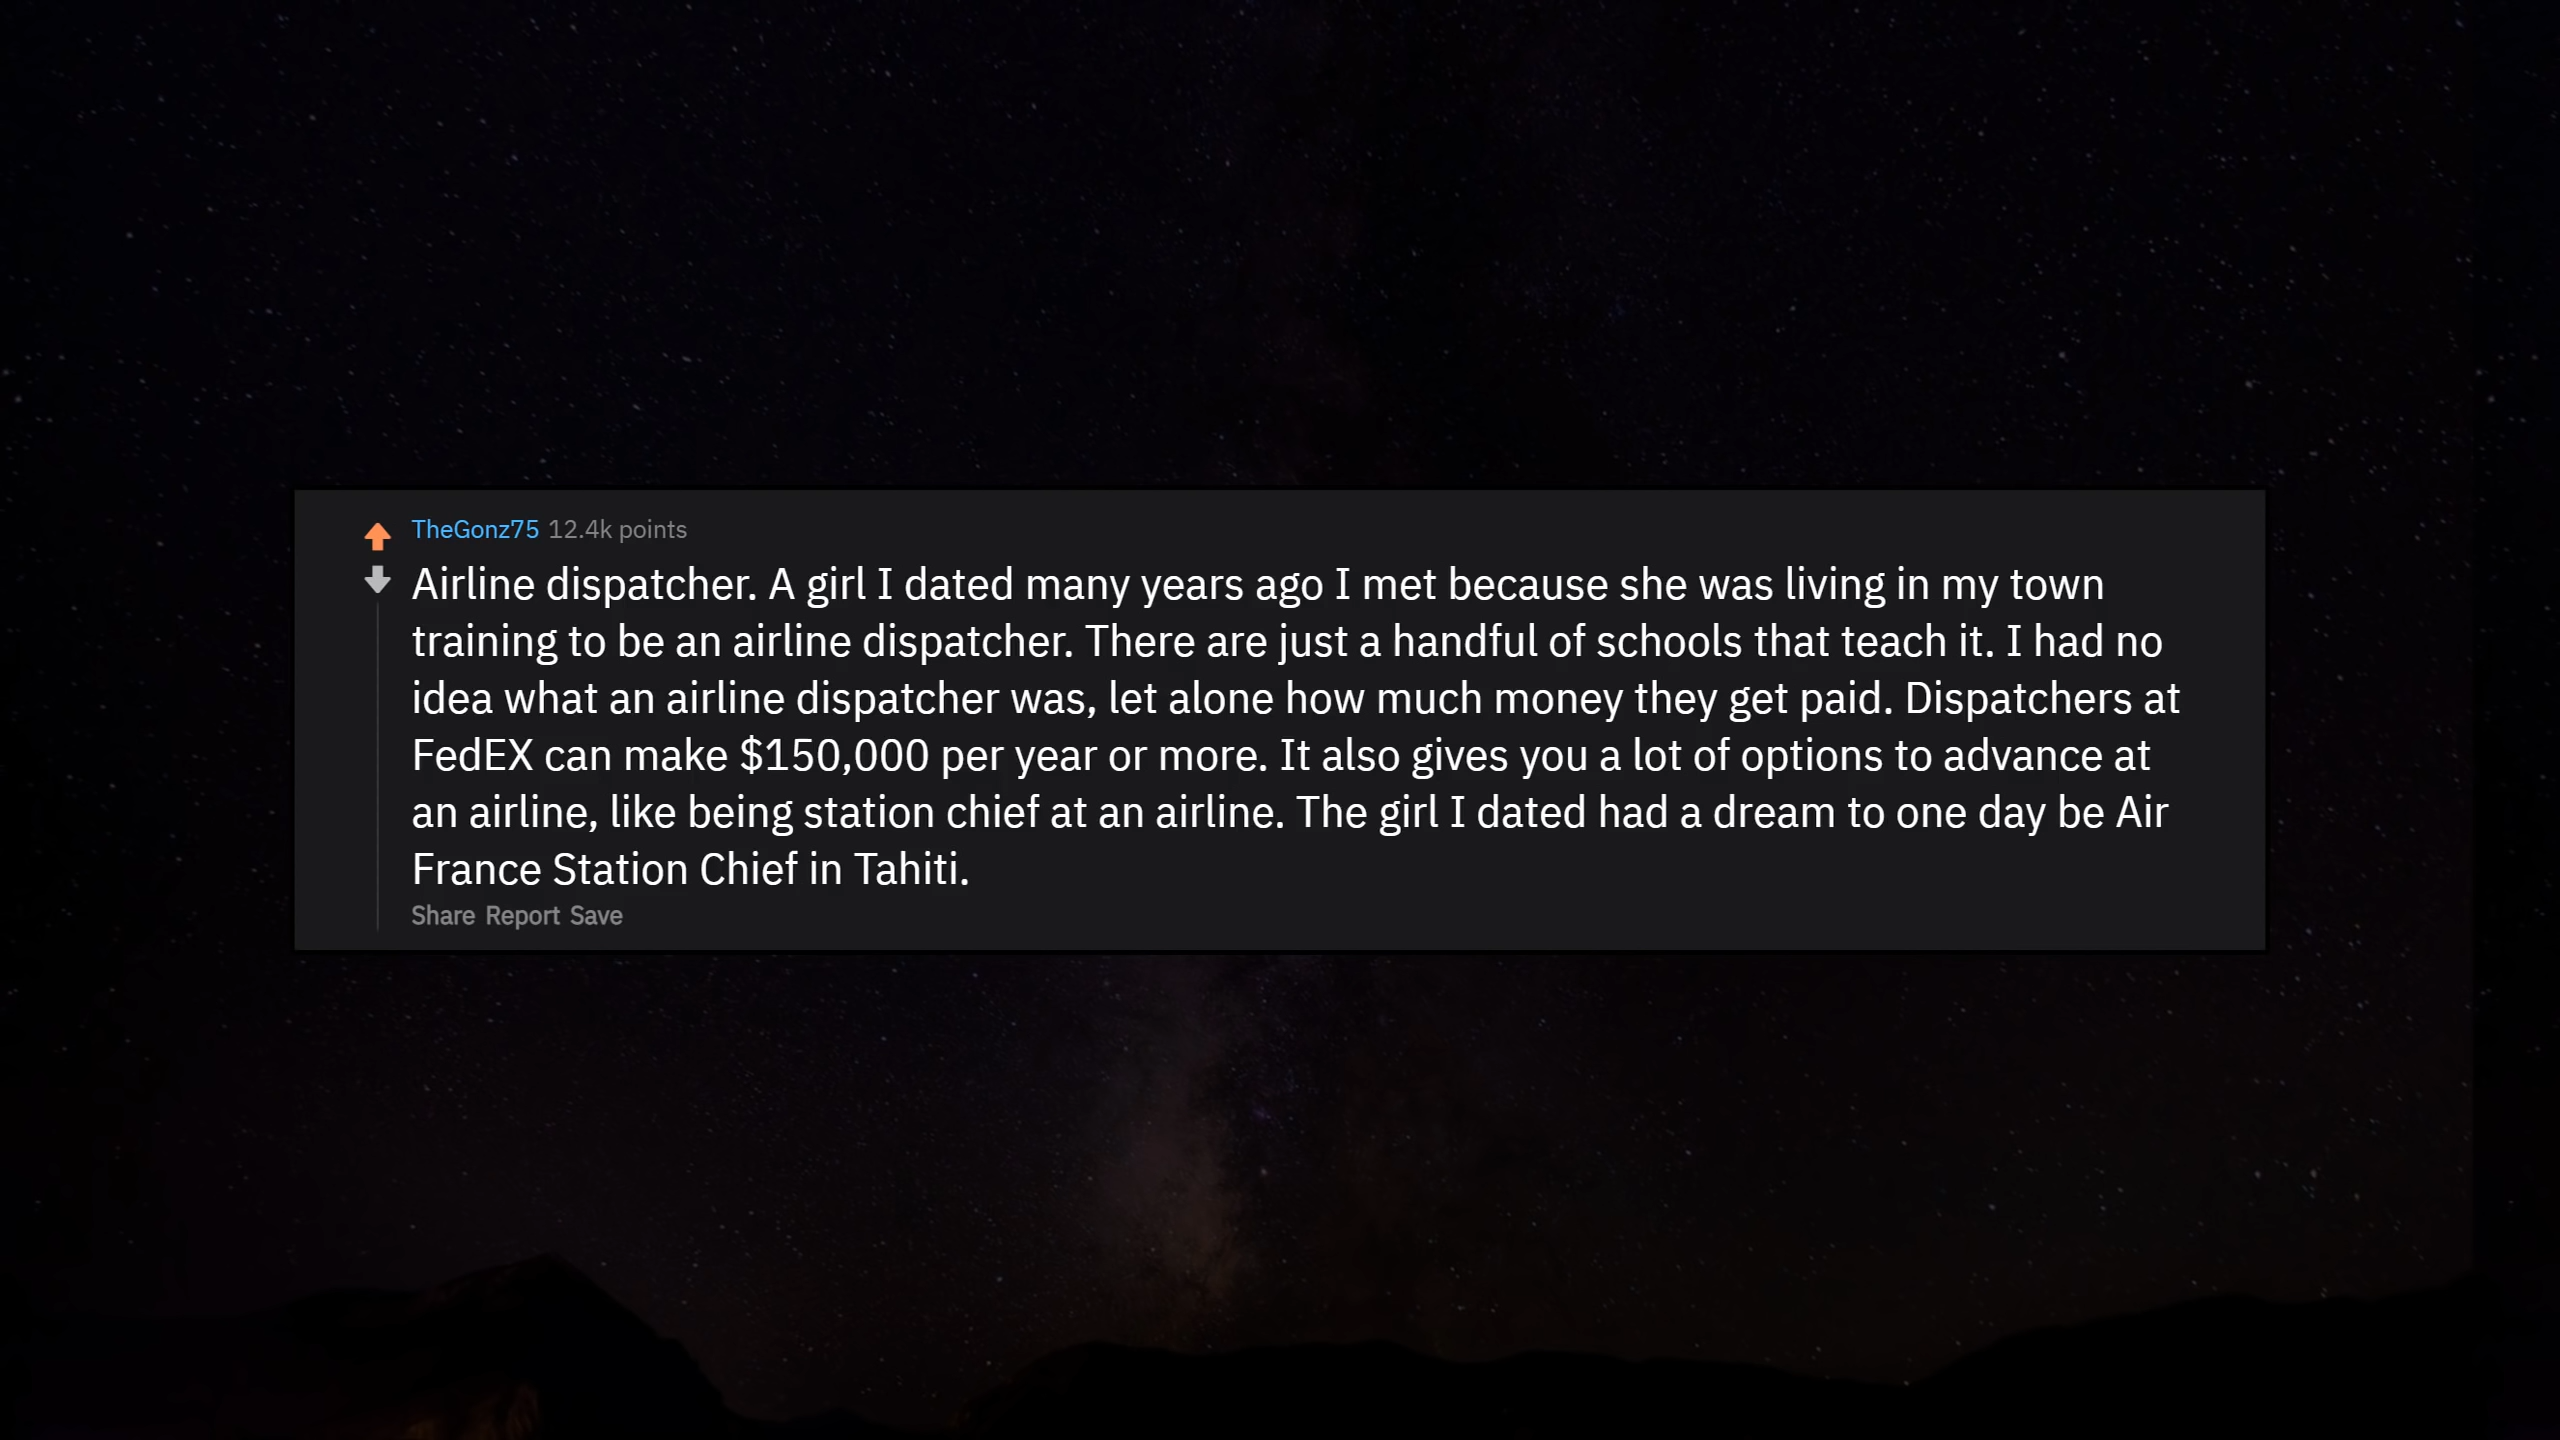 TheGonz75 12.4k points
Airline dispatcher. A girl I dated many years ago I met because she was living in my town
training to be an airline dispatcher. There are just a handful of schools that teach it. I had no
idea what an airline dispatcher was, let alone how much money they get paid. Dispatchers at
FedEX can make $150,000 per year or more. It also gives you a lot of options to advance at
an airline, like being station chief at an airline. The girl I dated had a dream to one day be Air
France Station Chief in Tahiti.
Share Report Save